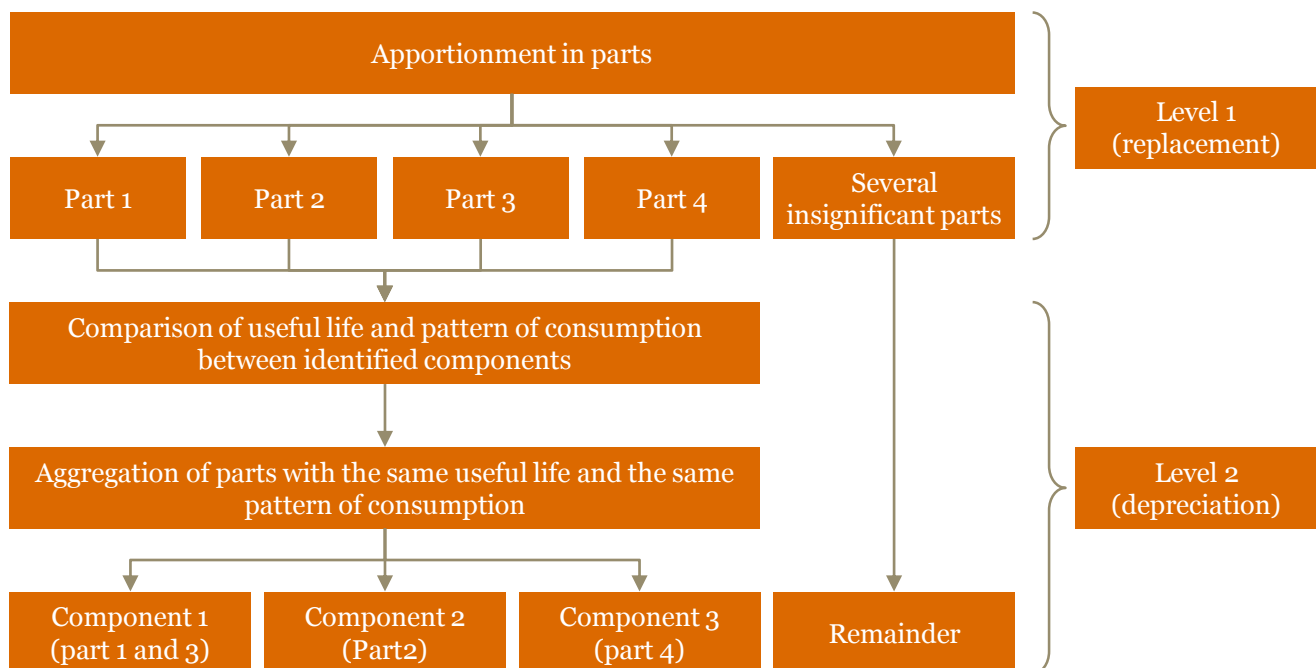 Apportionment in parts
Level 1
(replacement)
Part 1
Part 2
Part 3
Part 4
Several
insignificant parts
Comparison of useful life and pattern of consumption
between identified components
Aggregation of parts with the same useful life and the same
pattern of consumption
Level 2
(depreciation)
Component 1
(part 1 and 3)
Component 2
(Part2)
Component 3
(part 4)
Remainder